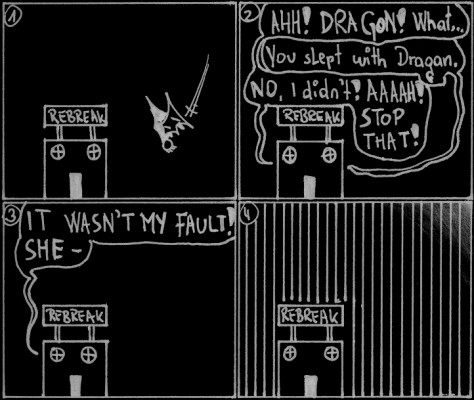 1
REBREAK
2
AHH! DRAGON! What...
You slept with Dragan.
NO, I didn't! AAAAH!
STOP
THAT!
REBREAK
3
IT WASN'T MY FAULT!
SHE -
REBREAK
4
REBREAK